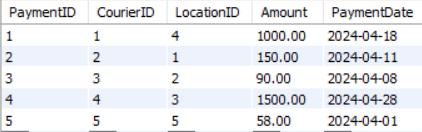 PaymentID CourierID LocationID Amount PaymentDate
1 1 4 1000.00 2024-04-18
2 2 1 150.00 2024-04-11
3 3 2 90.00 2024-04-08
4 4 3 1500.00 2024-04-28
5 5 5 58.00 2024-04-01